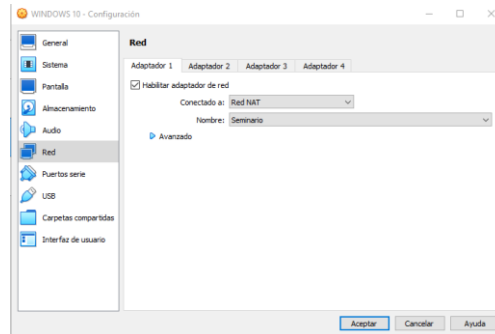 WINDOWS 10 - Configuración
General
Sistema
Pantalla
Almacenamiento
Audio
Red
Puertos serie
USB
Carpetas compartidas
Interfaz de usuario
Red
Adaptador 1 Adaptador 2 Adaptador 3 Adaptador 4
Habilitar adaptador de red
Conectado a: Red NAT
Nombre: Seminario
Avanzado
Aceptar Cancelar Ayuda